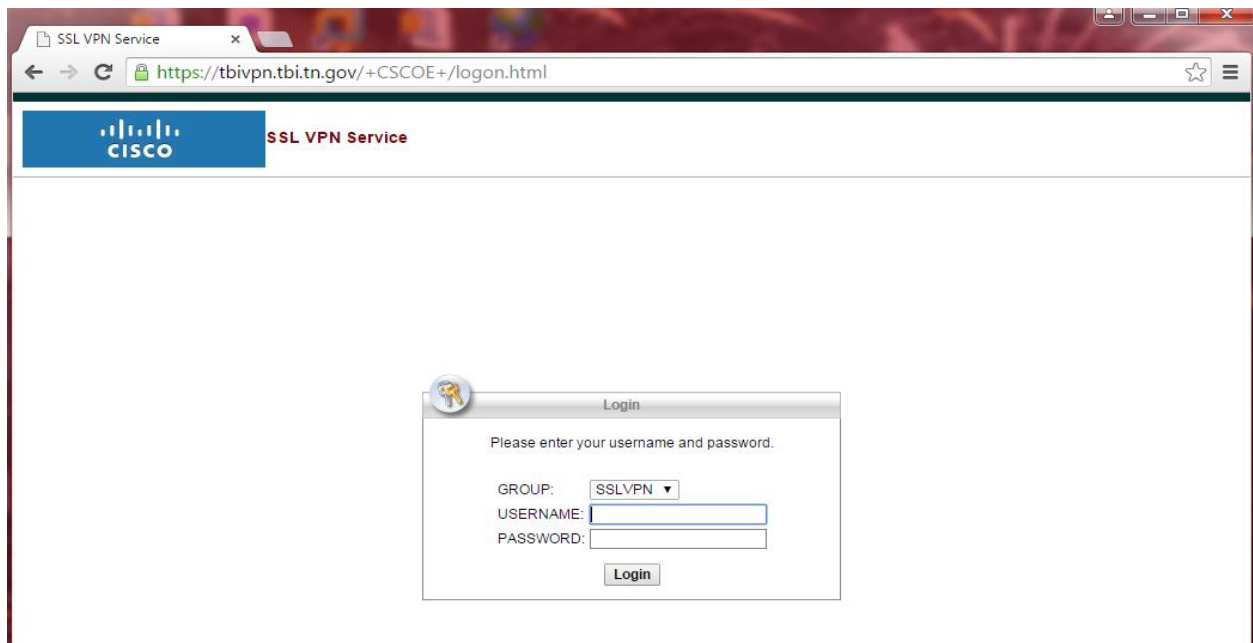 SSL VPN Service
https://tbivpn.tbi.tn.gov/+CSCOE+/logon.html
CISCO SSL VPN Service
Login
Please enter your username and password.
GROUP: SSLVPN
USERNAME:
PASSWORD:
Login